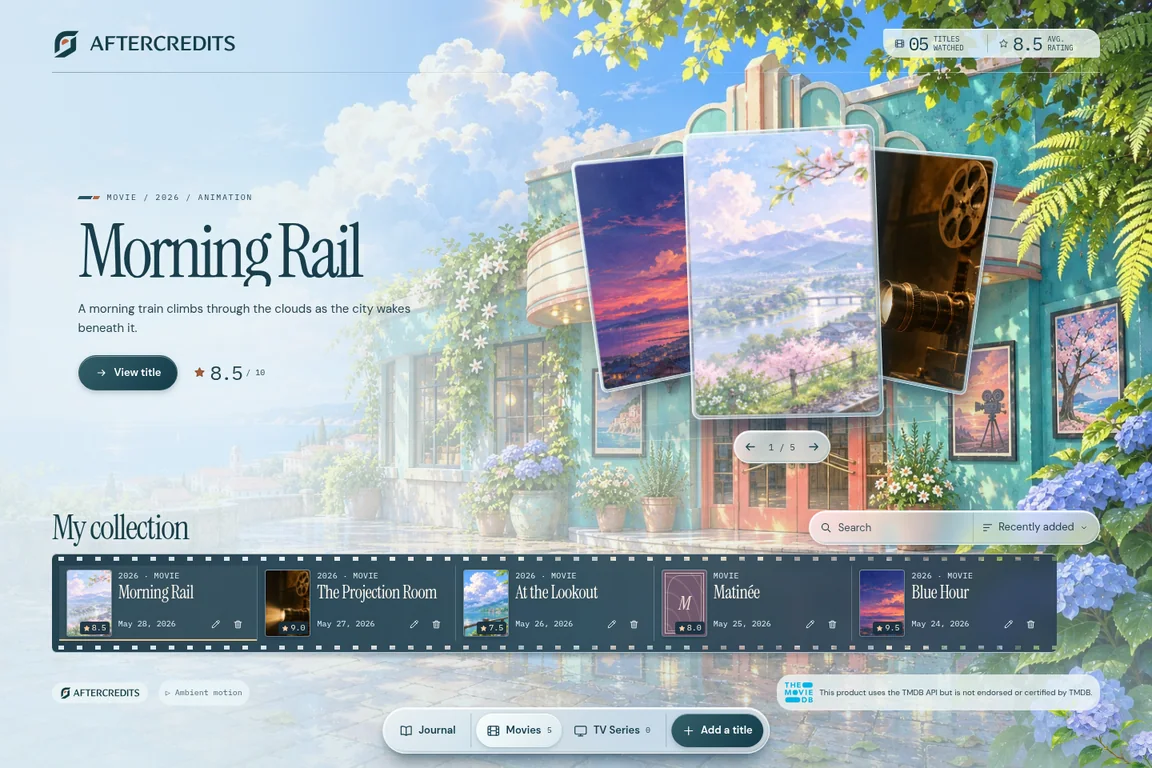 AFTERCREDITS
05 TITLES WATCHED
8.5 AVG. RATING
MOVIE / 2026 / ANIMATION
Morning Rail
A morning train climbs through the clouds as the city wakes
beneath it.
View title
8.5 / 10
1 / 5
My collection
Search
Recently added
2026 · MOVIE
Morning Rail
May 28, 2026
8.5
2026 · MOVIE
The Projection Room
May 27, 2026
9.0
2026 · MOVIE
At the Lookout
May 26, 2026
7.5
MOVIE
Matinée
May 25, 2026
M
8.0
2026 · MOVIE
Blue Hour
May 24, 2026
9.5
AFTERCREDITS
Ambient motion
THE
MOVIE
DB
This product uses the TMDB API but is not endorsed or certified by TMDB.
Journal
Movies 5
TV Series 0
Add a title